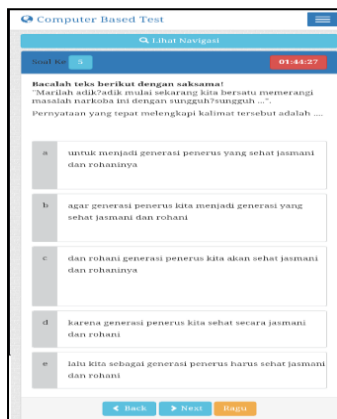 Computer Based Test
Lihat Navigasi
Soal Ke 5
01:44:27
Bacalah teks berikut dengan saksama!
"Marilah adik?adik mulai sekarang kita bersatu memerangi
masalah narkoba ini dengan sungguh?sungguh ...".
Pernyataan yang tepat melengkapi kalimat tersebut adalah ....
a untuk menjadi generasi penerus yang sehat jasmani
dan rohaninya
b agar generasi penerus kita menjadi generasi yang
sehat jasmani dan rohani
c dan rohani generasi penerus kita akan sehat jasmani
dan rohaninya
d karena generasi penerus kita sehat secara jasmani
dan rohani
e lalu kita sebagai generasi penerus harus sehat jasmani
dan rohani
Back Next Ragu